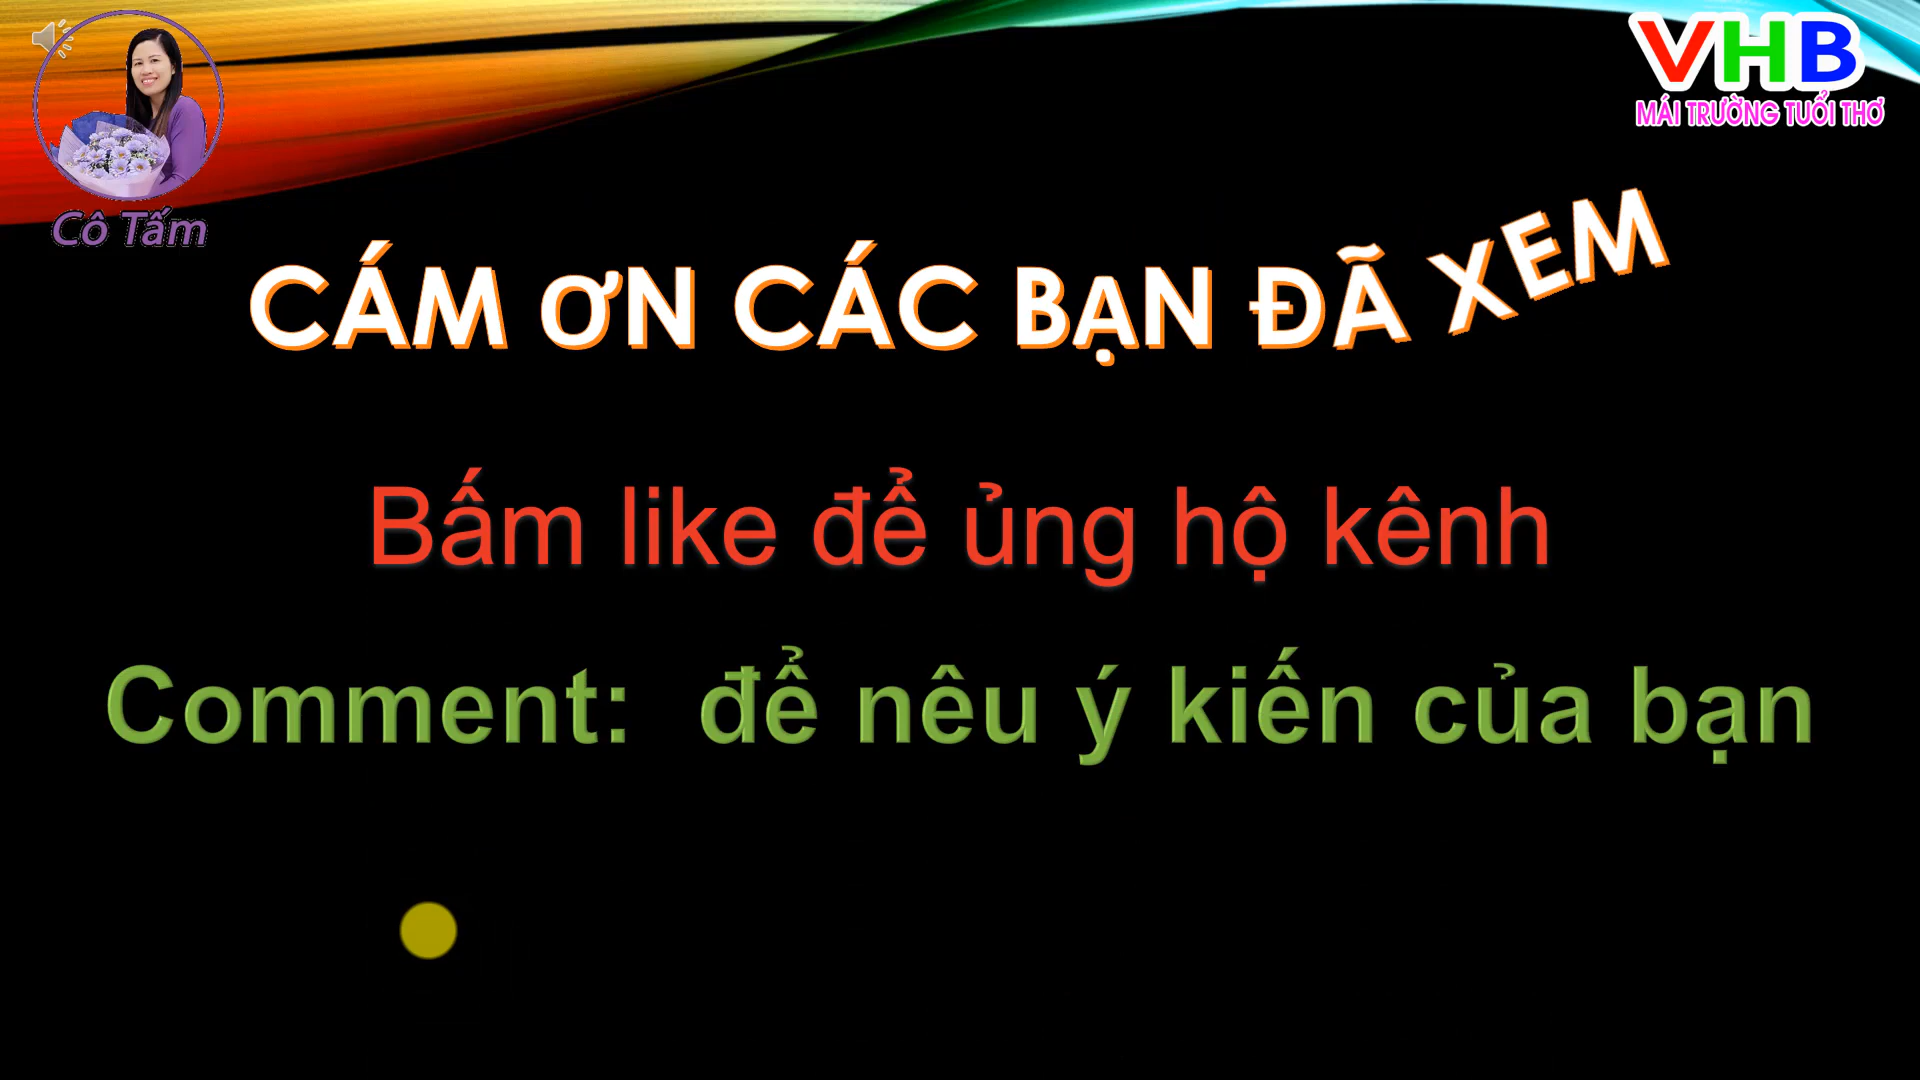 VHB
MÁI TRƯỜNG TUỔI THƠ
Cô Tấm
CÁM ƠN CÁC BẠN ĐÃ XEM
Bấm like để ủng hộ kênh
Comment: để nêu ý kiến của bạn